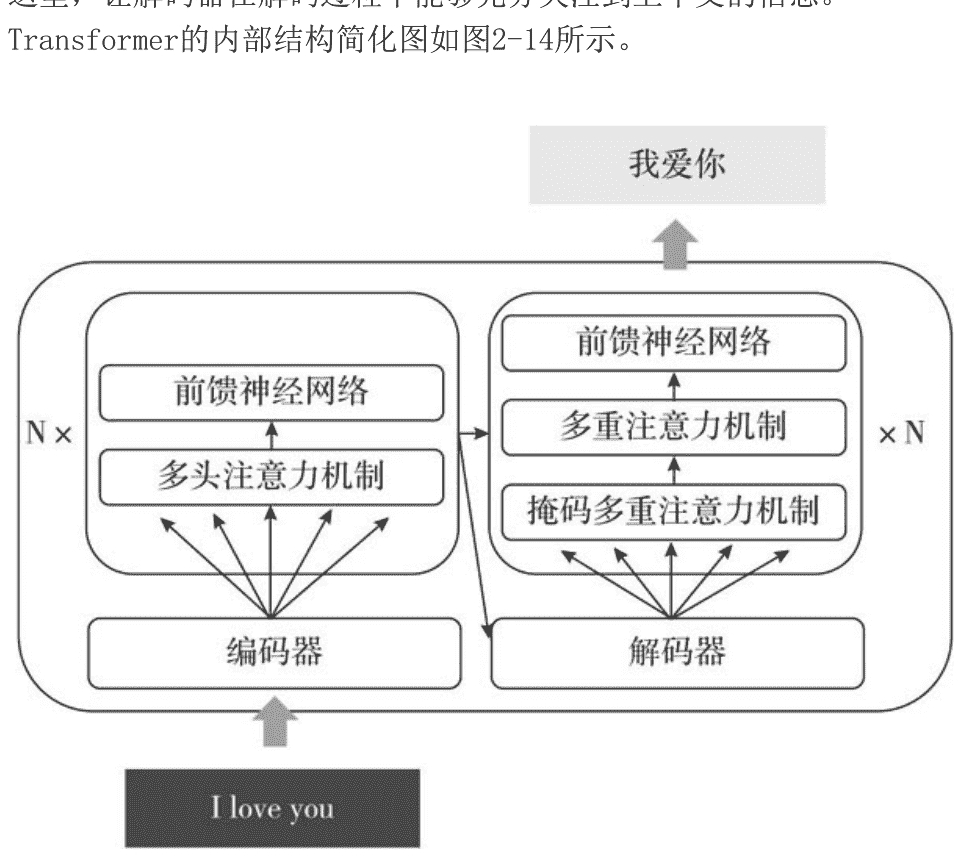 Transformer的内部结构简化图如图2-14所示。
我爱你
前馈神经网络
多头注意力机制
N ×
前馈神经网络
多重注意力机制
掩码多重注意力机制
× N
编码器
解码器
I love you